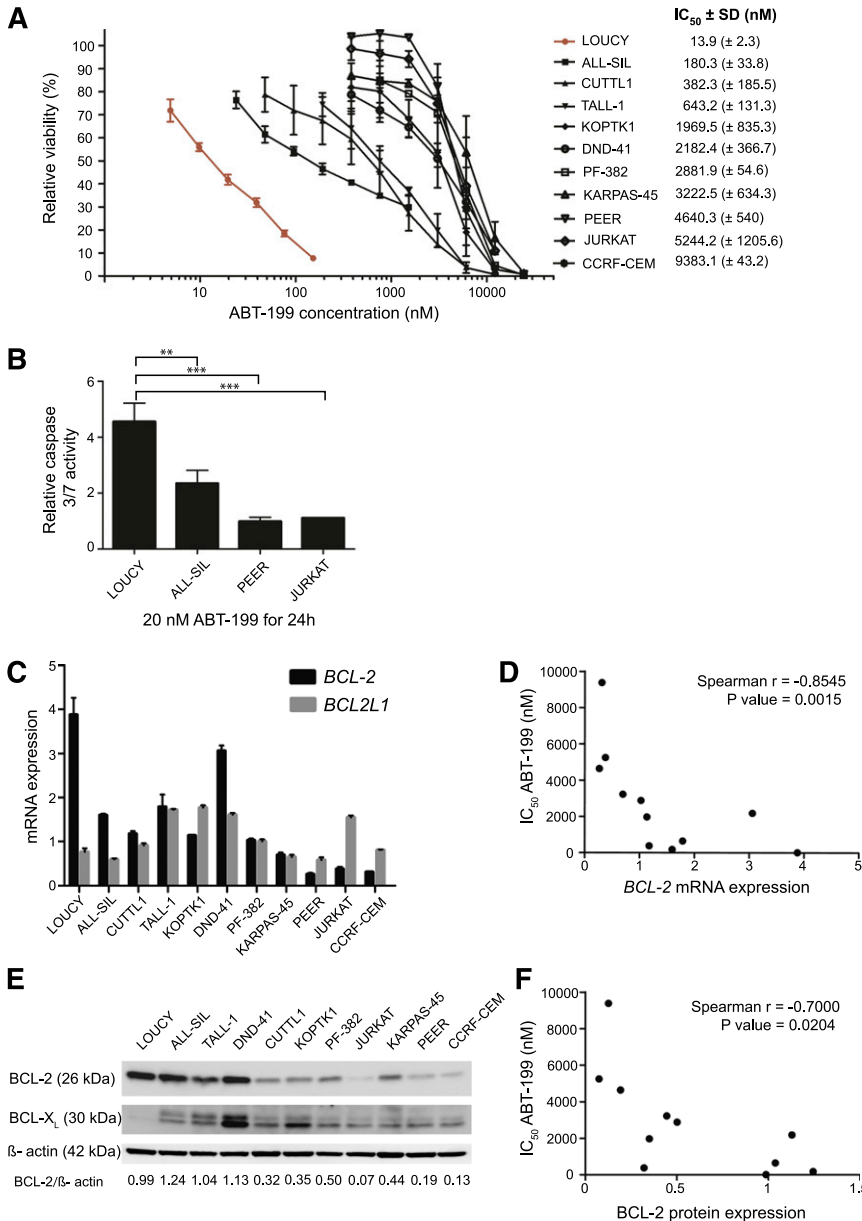 A
Relative viability (%)
100
90
80
70
60
50
40
30
20
10
0
10
100
1000
10000
ABT-199 concentration (nM)
IC50 ± SD (nM)
LOUCY 13.9 (± 2.3)
ALL-SIL 180.3 (± 33.8)
CUTTL1 382.3 (± 185.5)
TALL-1 643.2 (± 131.3)
KOPTK1 1969.5 (± 835.3)
DND-41 2182.4 (± 366.7)
PF-382 2881.9 (± 54.6)
KARPAS-45 3222.5 (± 634.3)
PEER 4640.3 (± 540)
JURKAT 5244.2 (± 1205.6)
CCRF-CEM 9383.1 (± 43.2)
B
Relative caspase
3/7 activity
6
4
2
0
**
***
***
LOUCY
ALL-SIL
PEER
JURKAT
20 nM ABT-199 for 24h
C
mRNA expression
5
4
3
2
1
0
BCL-2
BCL2L1
LOUCY
ALL-SIL
CUTTL1
TALL-1
KOPTK1
DND-41
PF-382
KARPAS-45
PEER
JURKAT
CCRF-CEM
D
IC50 ABT-199 (nM)
10000
8000
6000
4000
2000
0
Spearman r = -0.8545
P value = 0.0015
0 1 2 3 4 5
BCL-2 mRNA expression
E
LOUCY
ALL-SIL
TALL-1
DND-41
CUTTL1
KOPTK1
PF-382
JURKAT
KARPAS-45
PEER
CCRF-CEM
BCL-2 (26 kDa)
BCL-XL (30 kDa)
ß- actin (42 kDa)
BCL-2/ß- actin 0.99 1.24 1.04 1.13 0.32 0.35 0.50 0.07 0.44 0.19 0.13
F
IC50 ABT-199 (nM)
10000
8000
6000
4000
2000
0
Spearman r = -0.7000
P value = 0.0204
0 0.5 1 1.5
BCL-2 protein expression